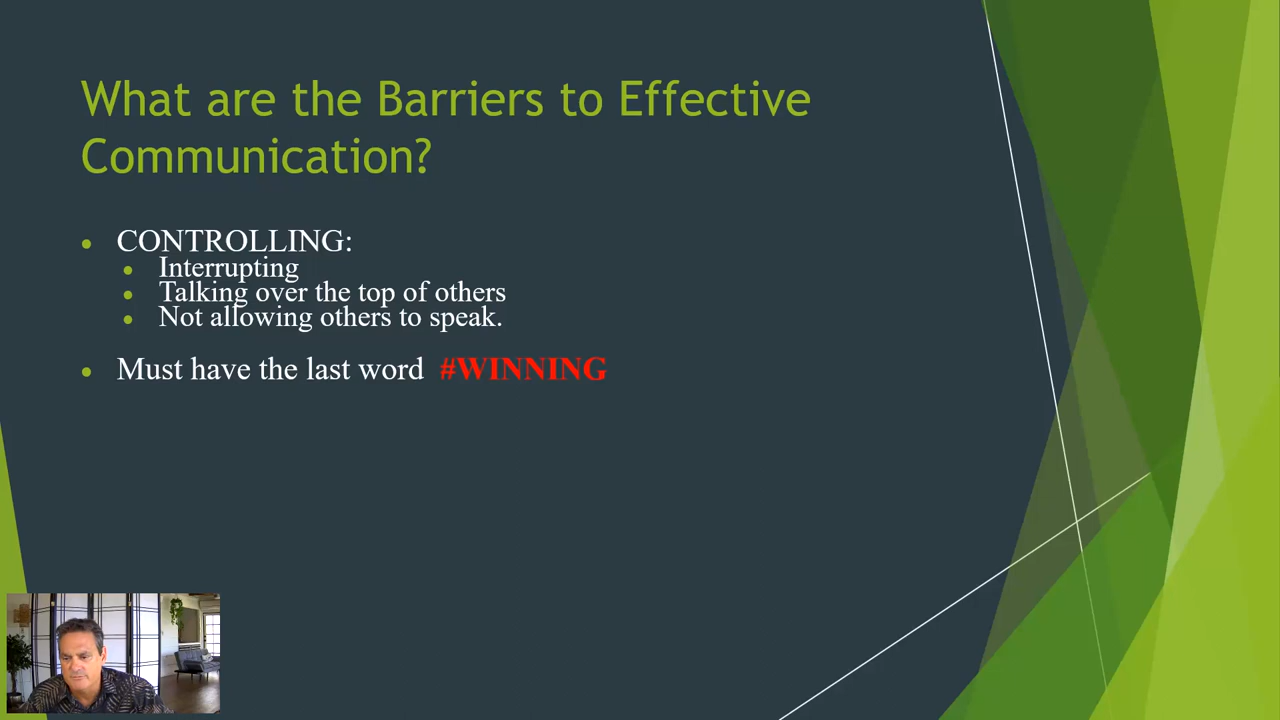 What are the Barriers to Effective
Communication?
CONTROLLING:
Interrupting
Talking over the top of others
Not allowing others to speak.
Must have the last word #WINNING